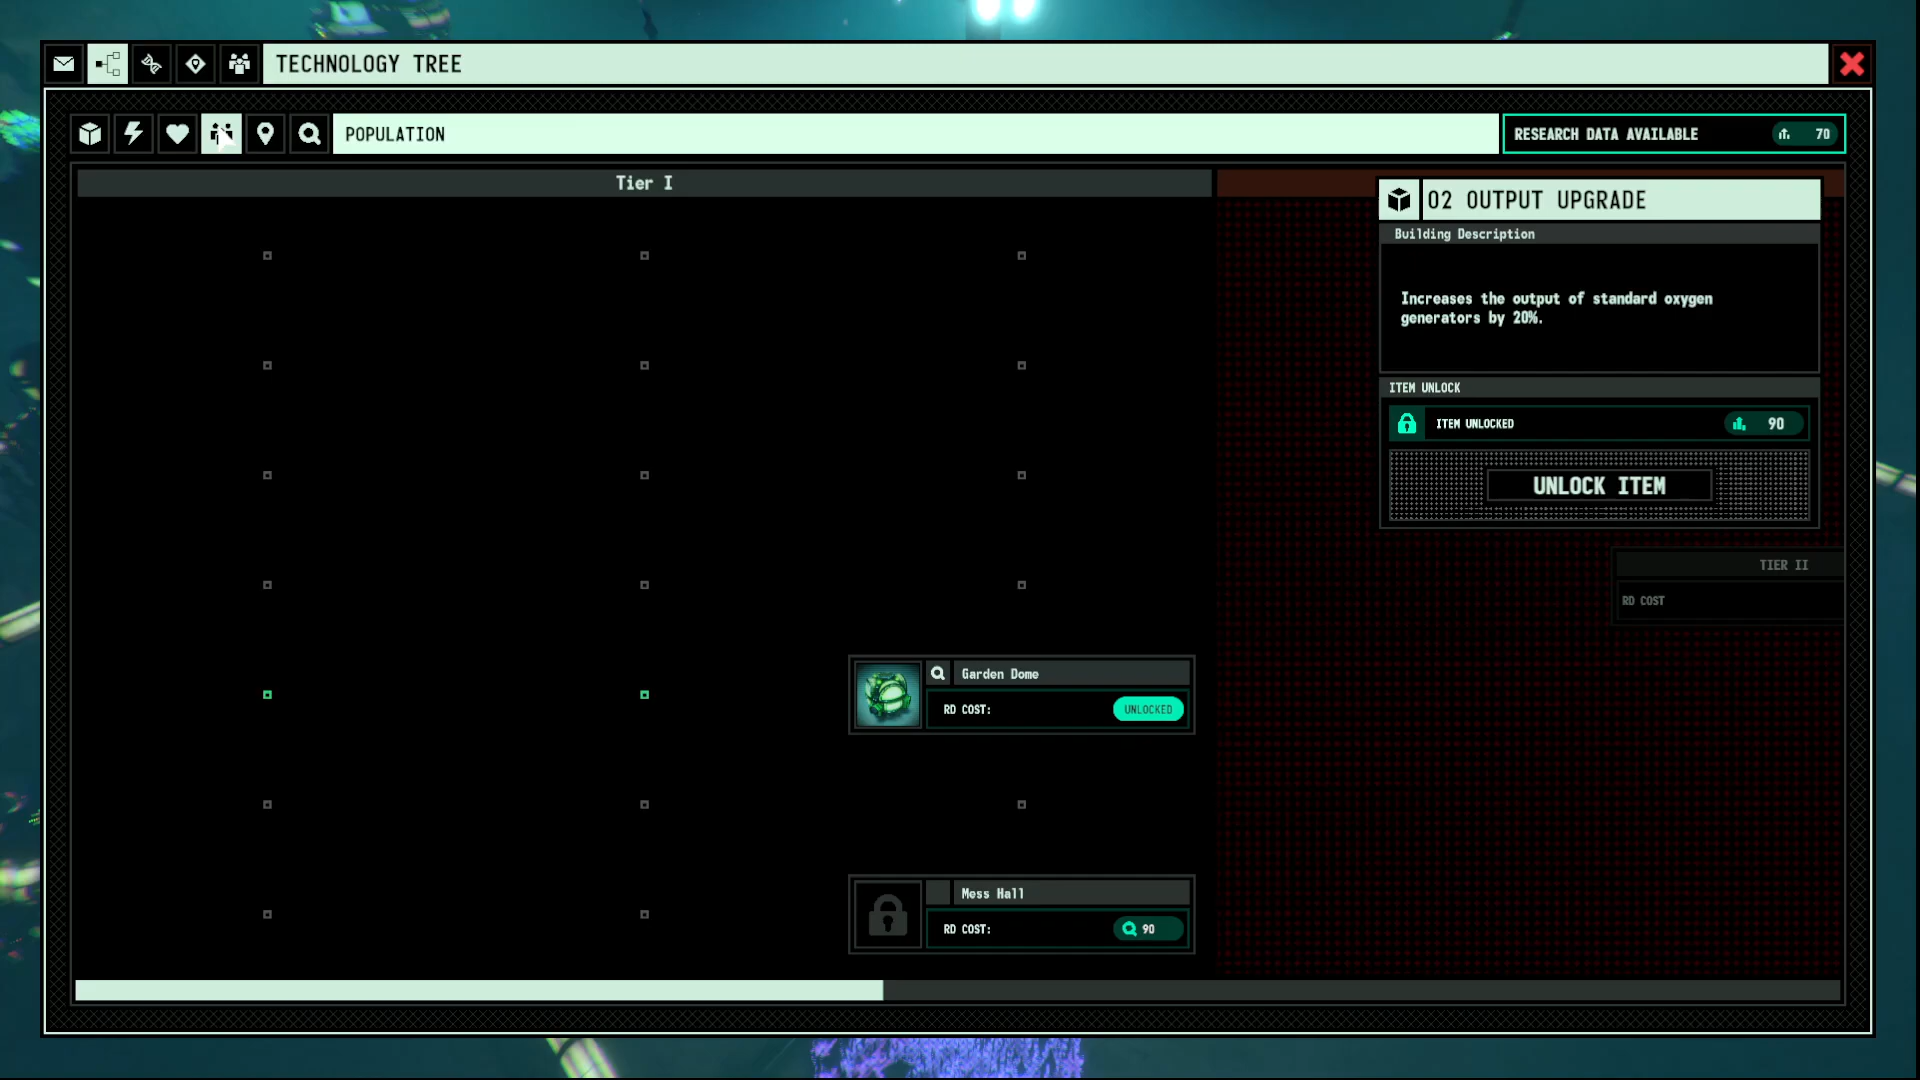 TECHNOLOGY TREE
POPULATION
RESEARCH DATA AVAILABLE 70
Tier I
O2 OUTPUT UPGRADE
Building Description
Increases the output of standard oxygen
generators by 20%.
ITEM UNLOCK
ITEM UNLOCKED 90
UNLOCK ITEM
TIER II
RD COST
Garden Dome
RD COST: UNLOCKED
Mess Hall
RD COST: 90